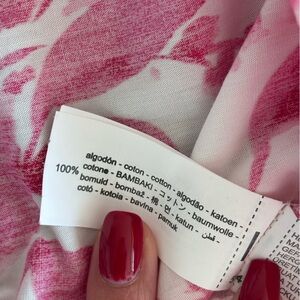 algodón - coton - cotton - algodão - katoen -
100% cotone - BAMBAKI - コットン - baumwolle -
bomuld - bombaž - 棉 - 면 - katun - قطن -
coto - kotoia - bavlna - pamuk